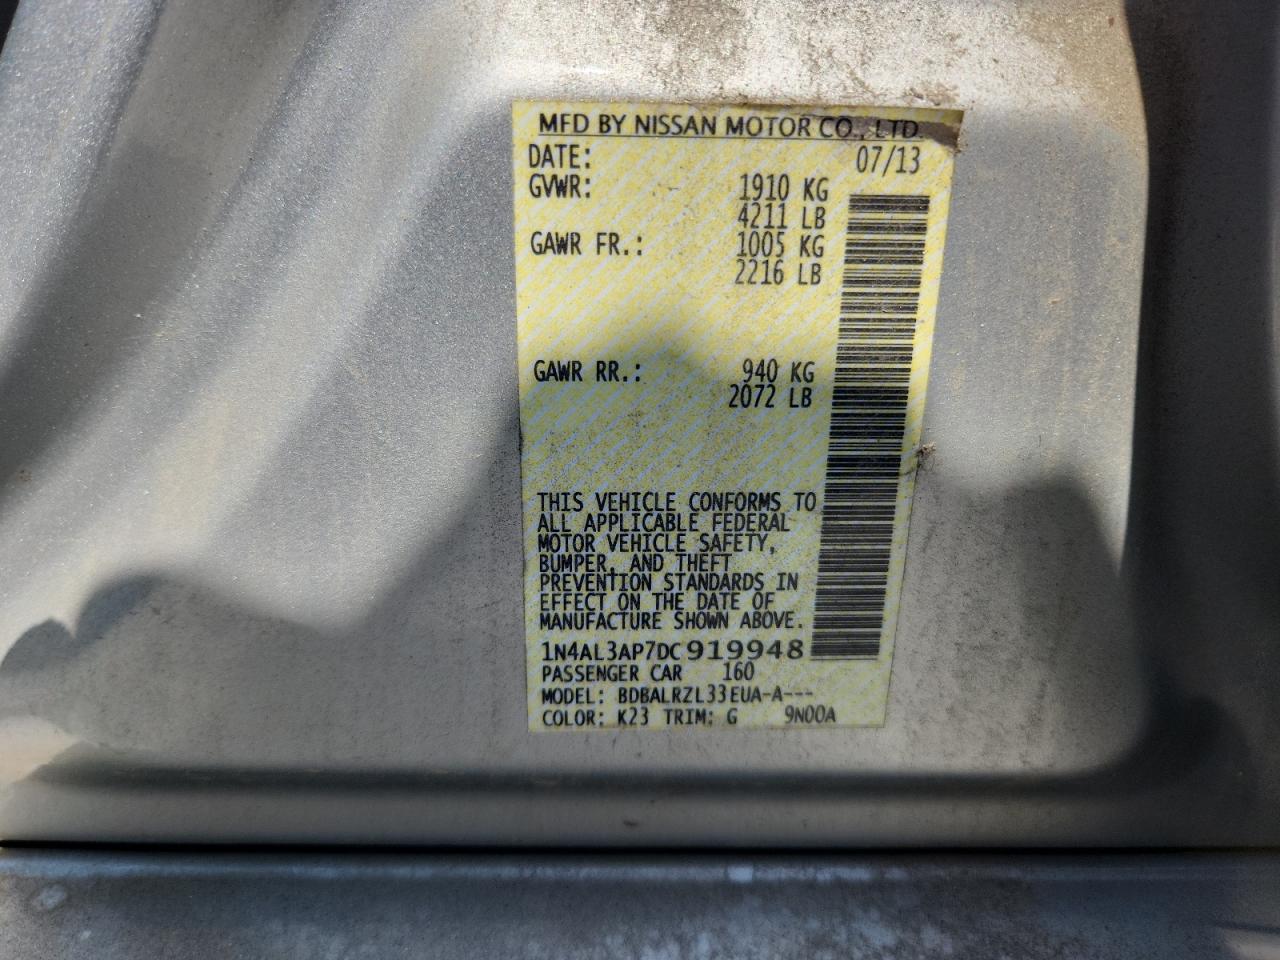 MFD BY NISSAN MOTOR CO., LTD.
DATE: 07/13
GVWR: 1910 KG
4211 LB
GAWR FR.: 1005 KG
2216 LB
GAWR RR.: 940 KG
2072 LB
THIS VEHICLE CONFORMS TO
ALL APPLICABLE FEDERAL
MOTOR VEHICLE SAFETY,
BUMPER, AND THEFT
PREVENTION STANDARDS IN
EFFECT ON THE DATE OF
MANUFACTURE SHOWN ABOVE.
1N4AL3AP7DC919948
PASSENGER CAR 160
MODEL: BDBALRZL33EUA-A---
COLOR: K23 TRIM: G 9N00A